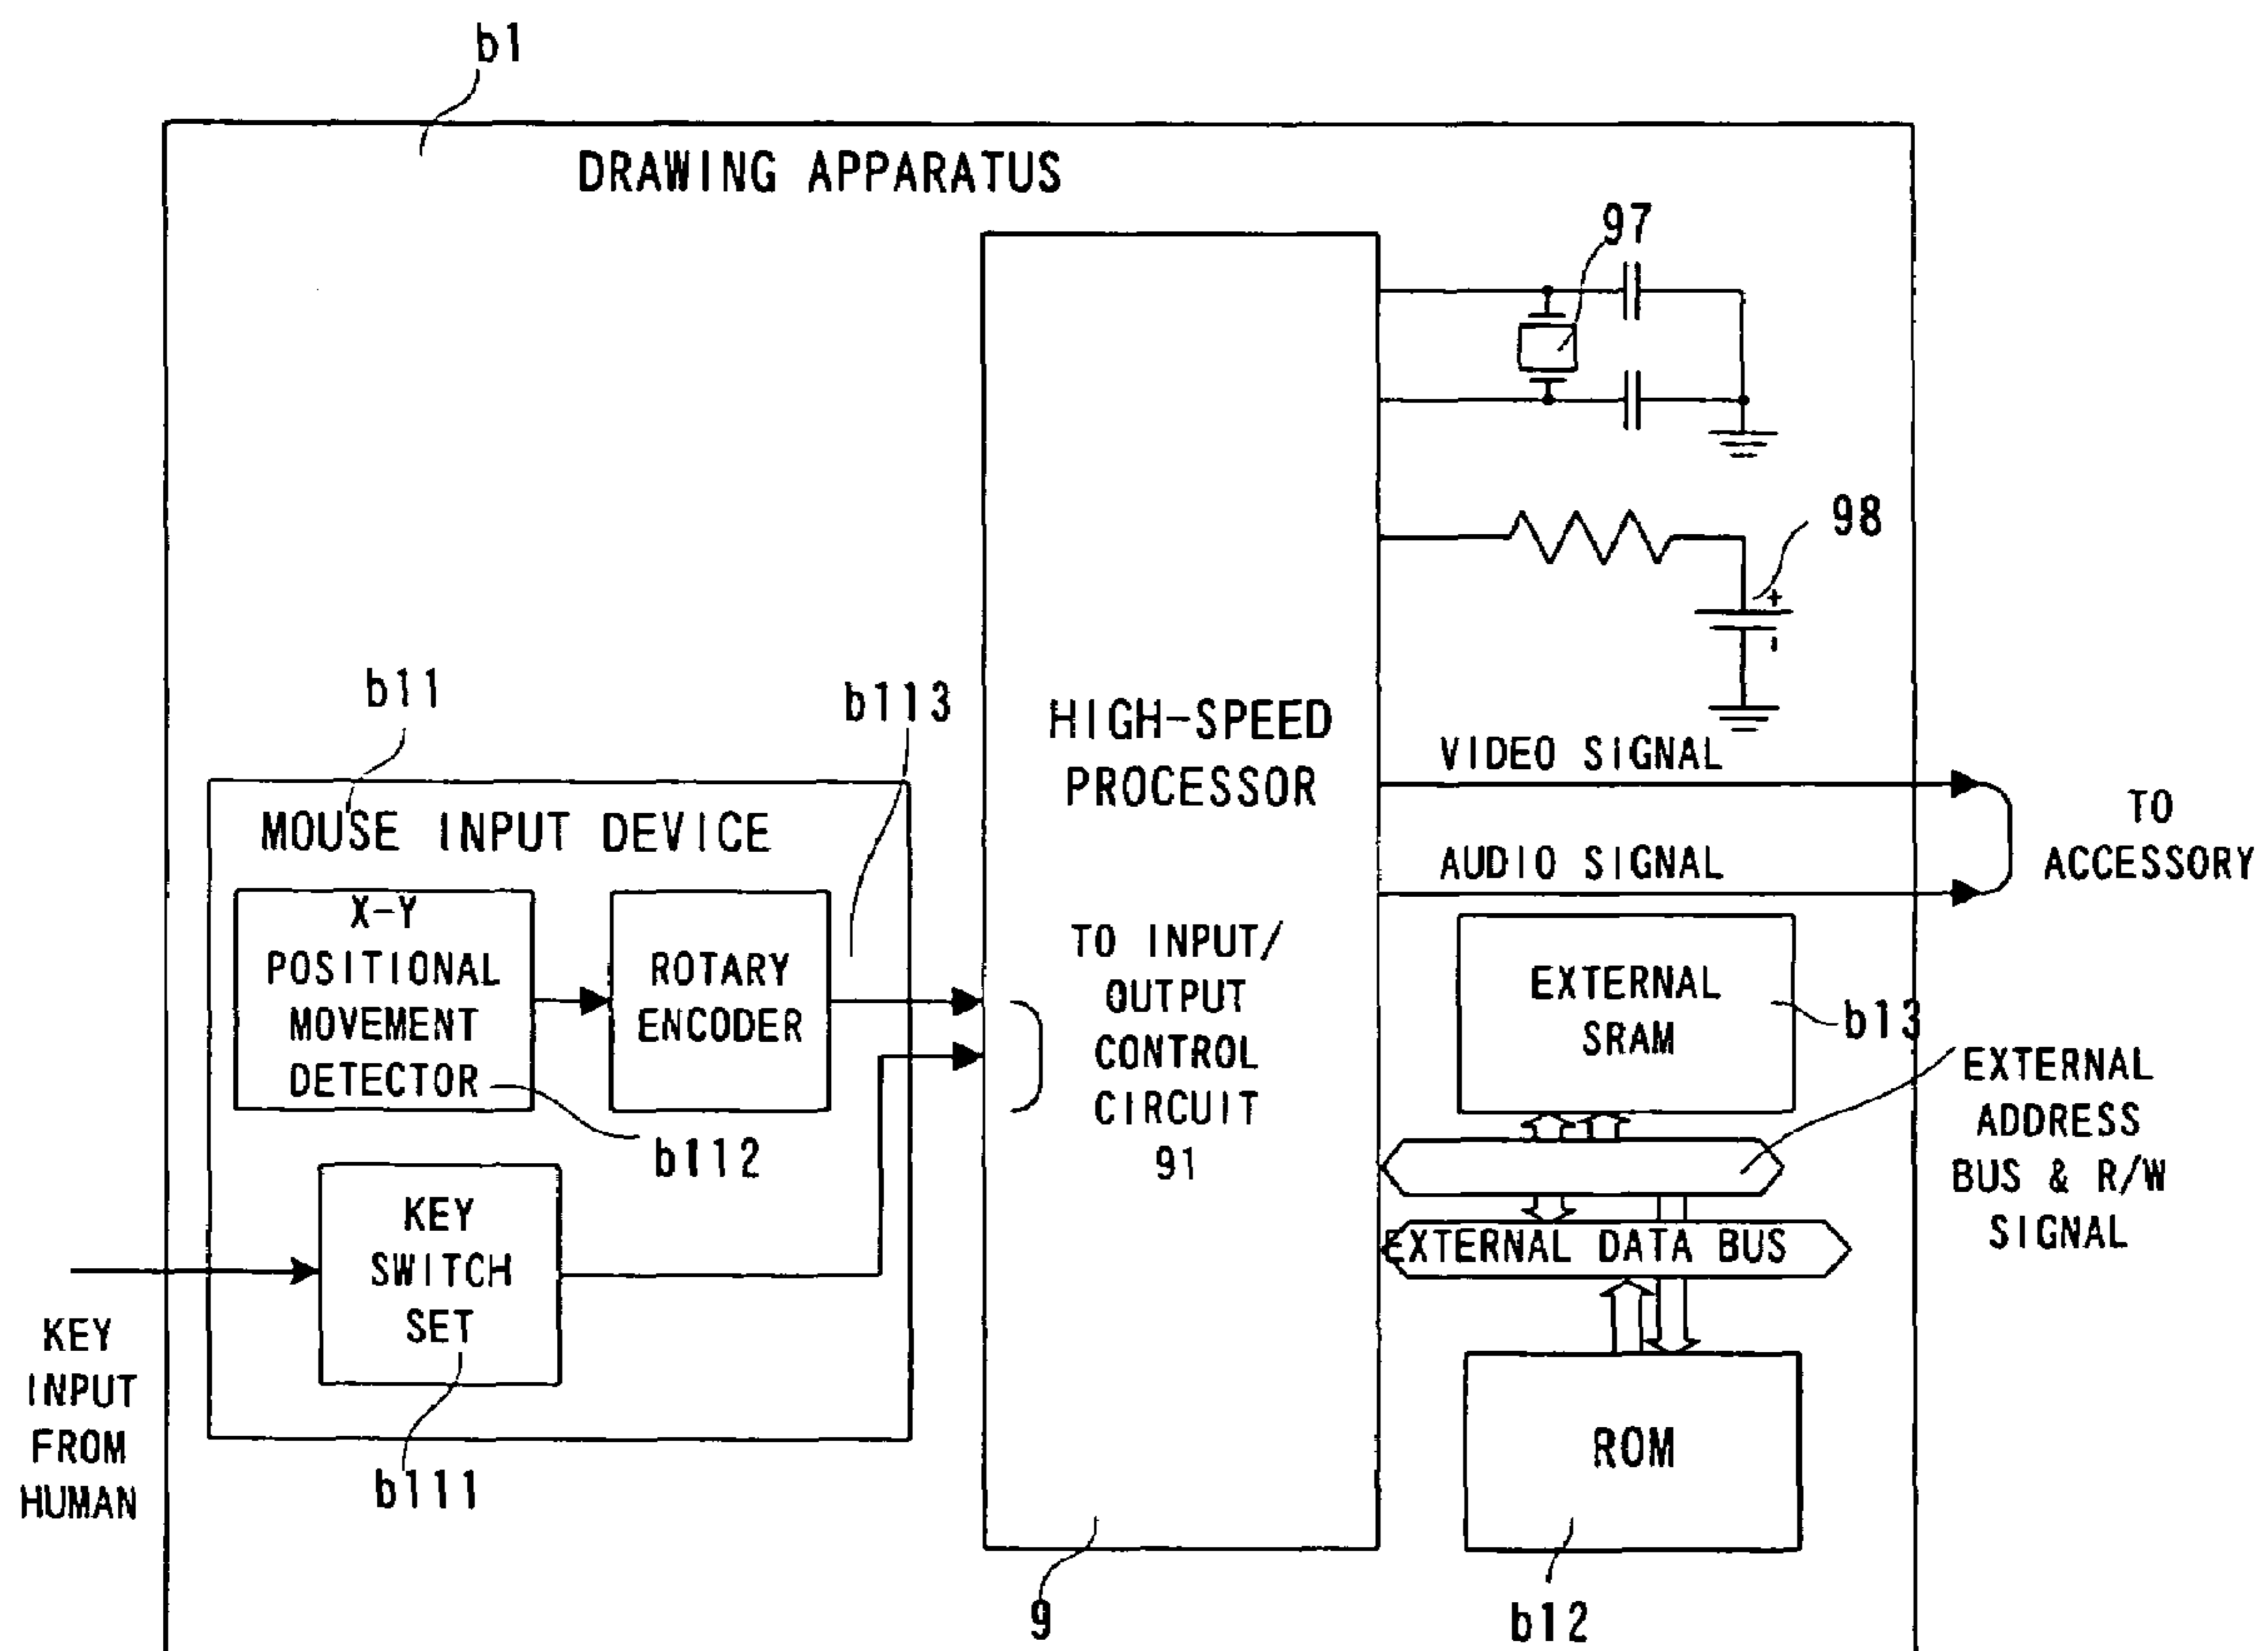 b1
DRAWING APPARATUS
97
98
+
-
b11
b113
HIGH-SPEED
PROCESSOR
VIDEO SIGNAL
AUDIO SIGNAL
TO
ACCESSORY
MOUSE INPUT DEVICE
X-Y
POSITIONAL
MOVEMENT
DETECTOR
ROTARY
ENCODER
b112
TO INPUT/
OUTPUT
CONTROL
CIRCUIT
91
EXTERNAL
SRAM
b13
EXTERNAL
ADDRESS
BUS & R/W
SIGNAL
EXTERNAL DATA BUS
KEY
SWITCH
SET
b111
KEY
INPUT
FROM
HUMAN
ROM
9
b12